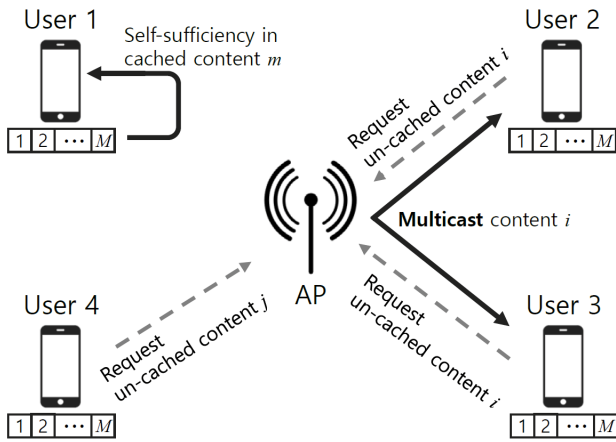 User 1
Self-sufficiency in
cached content m
1 2 ⋯ M
User 2
Request
un-cached content i
1 2 ⋯ M
Multicast content i
AP
User 4
Request
un-cached content j
1 2 ⋯ M
User 3
Request
un-cached content i
1 2 ⋯ M